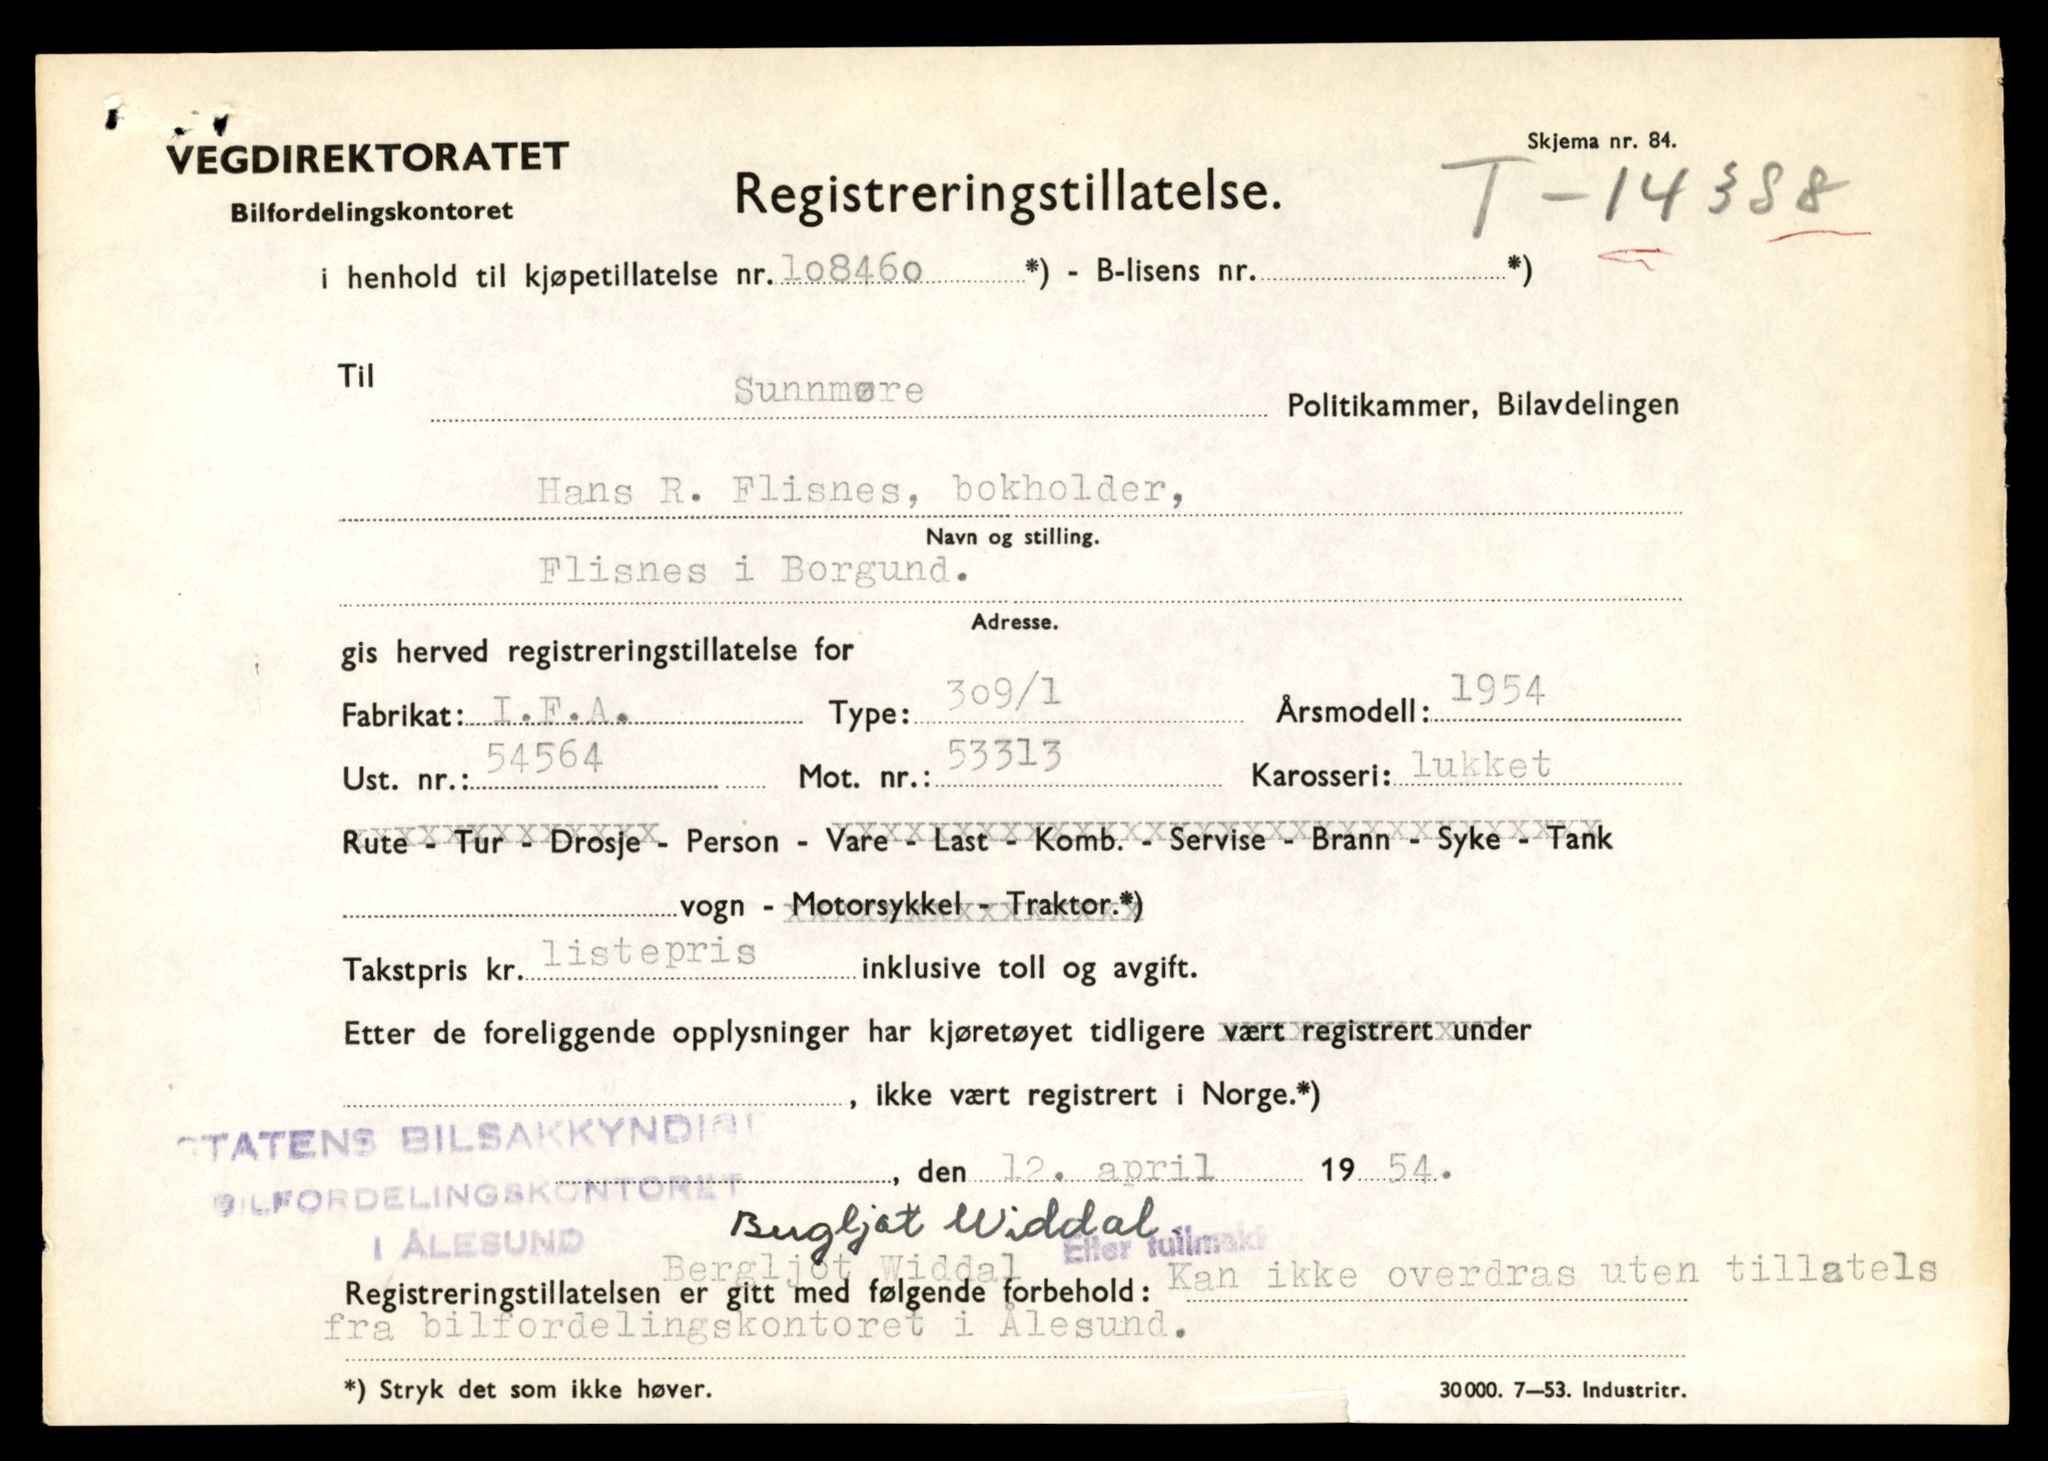 Skjema nr. 84.
VEGDIREKTORATET
T-14388
Bilfordelingskontoret
Registreringstillatelse.
i henhold til kjøpetillatelse nr. 108460 *) - B-lisens nr. *)
Til Sunnmøre Politikammer, Bilavdelingen
Hans R. Flisnes, bokholder,
Navn og stilling.
Flisnes i Borgund.
Adresse.
gis herved registreringstillatelse for
Fabrikat: I.F.A. Type: 309/1 Årsmodell: 1954
Ust. nr.: 54564 Mot. nr.: 53313 Karosseri: lukket
Rute - Tur - Drosje - Person - Vare - Last - Komb. - Servise - Brann - Syke - Tank
vogn - Motorsykkel - Traktor.*)
Takstpris kr. listepris inklusive toll og avgift.
Etter de foreliggende opplysninger har kjøretøyet tidligere vært registrert under
, ikke vært registrert i Norge.*)
STATENS BILSAKKYNDIGE
, den 12. april 1954.
BILFORDELINGSKONTORET
I ÅLESUND
Bergljot Widdal
Etter fullmakt
Bergljot Widdal
Registreringstillatelsen er gitt med følgende forbehold: Kan ikke overdras uten tillatels
fra bilfordelingskontoret i Ålesund.
*) Stryk det som ikke høver.
30000. 7—53. Industritr.